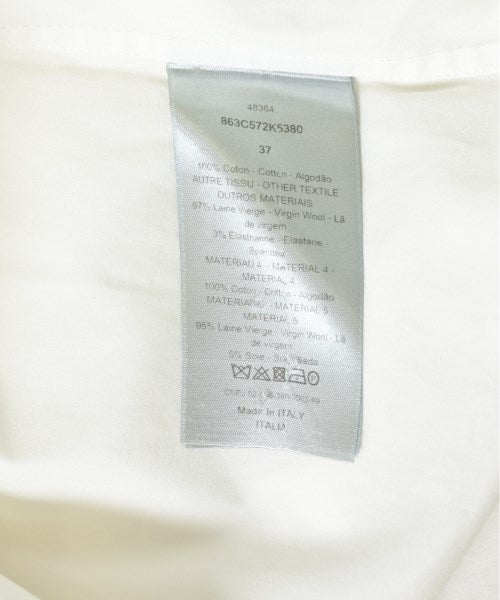 48364
863C572K5380
37
100% Coton - Cotton - Algodão
AUTRE TISSU - OTHER TEXTILE
OUTROS MATERIAIS
97% Laine Vierge - Virgin Wool - Lã
de virgem
3% Elasthanne - Elastane
Spandex
MATERIAU 4 - MATERIAL 4 -
MATERIAL 4
100% Coton - Cotton - Algodão
MATERIAU 5 - MATERIAL 5 -
MATERIAL 5
95% Laine Vierge - Virgin Wool - Lã
de virgem
5% Soie - Silk - Seda
CNPJ
Made in ITALY
ITALIA